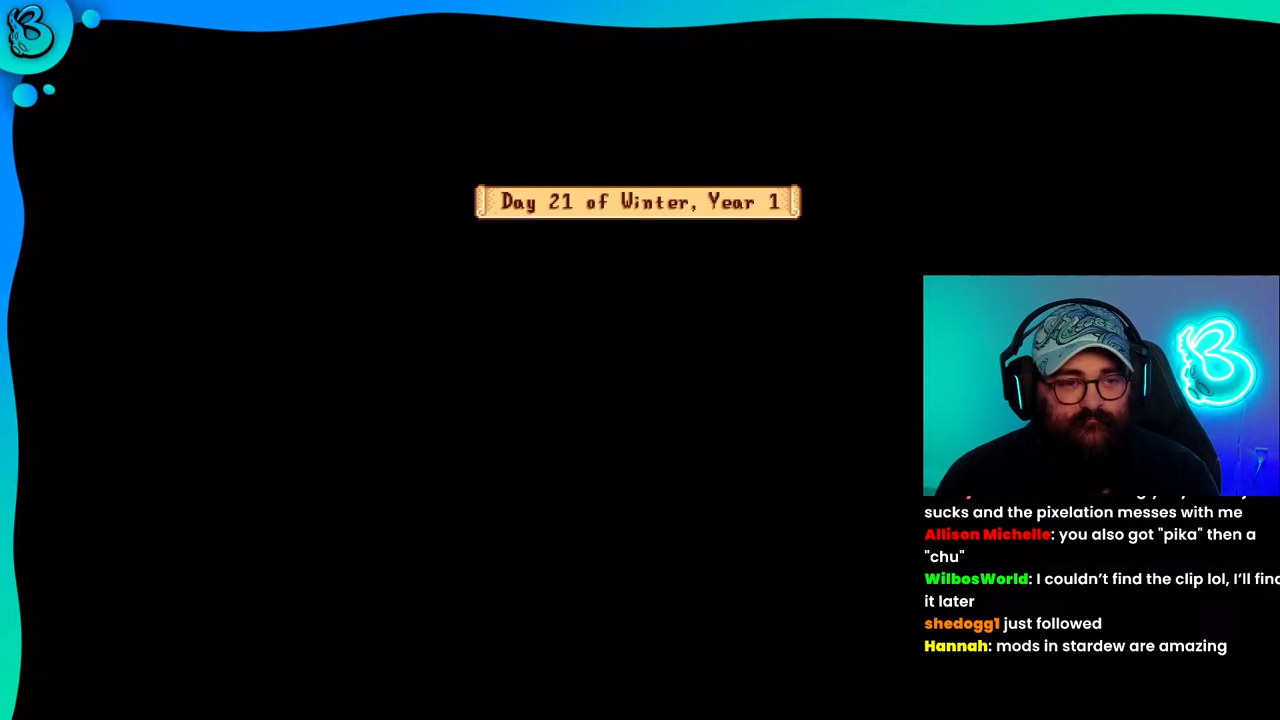 Day 21 of Winter, Year 1
sucks and the pixelation messes with me
Allison Michelle: you also got "pika" then a
"chu"
WilbosWorld: I couldn't find the clip lol, I'll find
it later
shedogg1 just followed
Hannah: mods in stardew are amazing